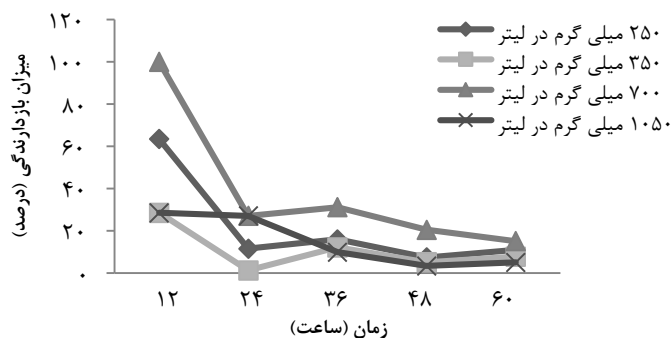 میزان بازدارندگی (درصد)
۱۲۰
۱۰۰
۸۰
۶۰
۴۰
۲۰
۰
۱۲ ۲۴ ۳۶ ۴۸ ۶۰
زمان (ساعت)
۲۵۰ میلی گرم در لیتر
۳۵۰ میلی گرم در لیتر
۷۰۰ میلی گرم در لیتر
۱۰۵۰ میلی گرم در لیتر